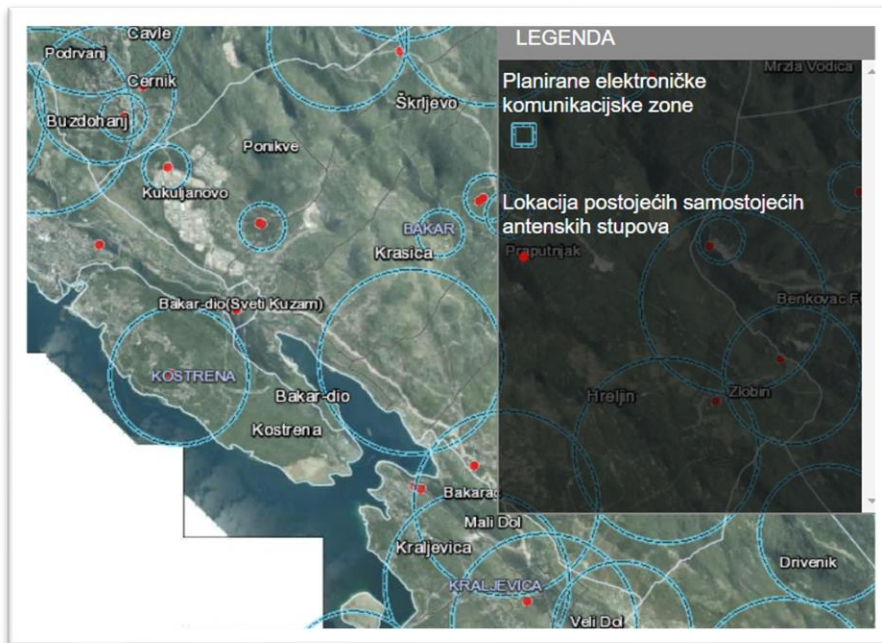 LEGENDA
Planirane elektroničke
komunikacijske zone
Lokacija postojećih samostojećih
antenskih stupova
Čavle
Podrvanj
Mrzla Vodica
Cernik
Škrljevo
Buzdohanj
Ponikve
Kukuljanovo
BAKAR
Krasica
Praputnjak
Bakar-dio(Sveti Kuzam)
Benkovac F
KOSTRENA
Bakar-dio
Zlobin
Hreljin
Kostrena
Bakara
Mali Dol
Kraljevica
Drivenik
KRALJEVICA
Veli Dol